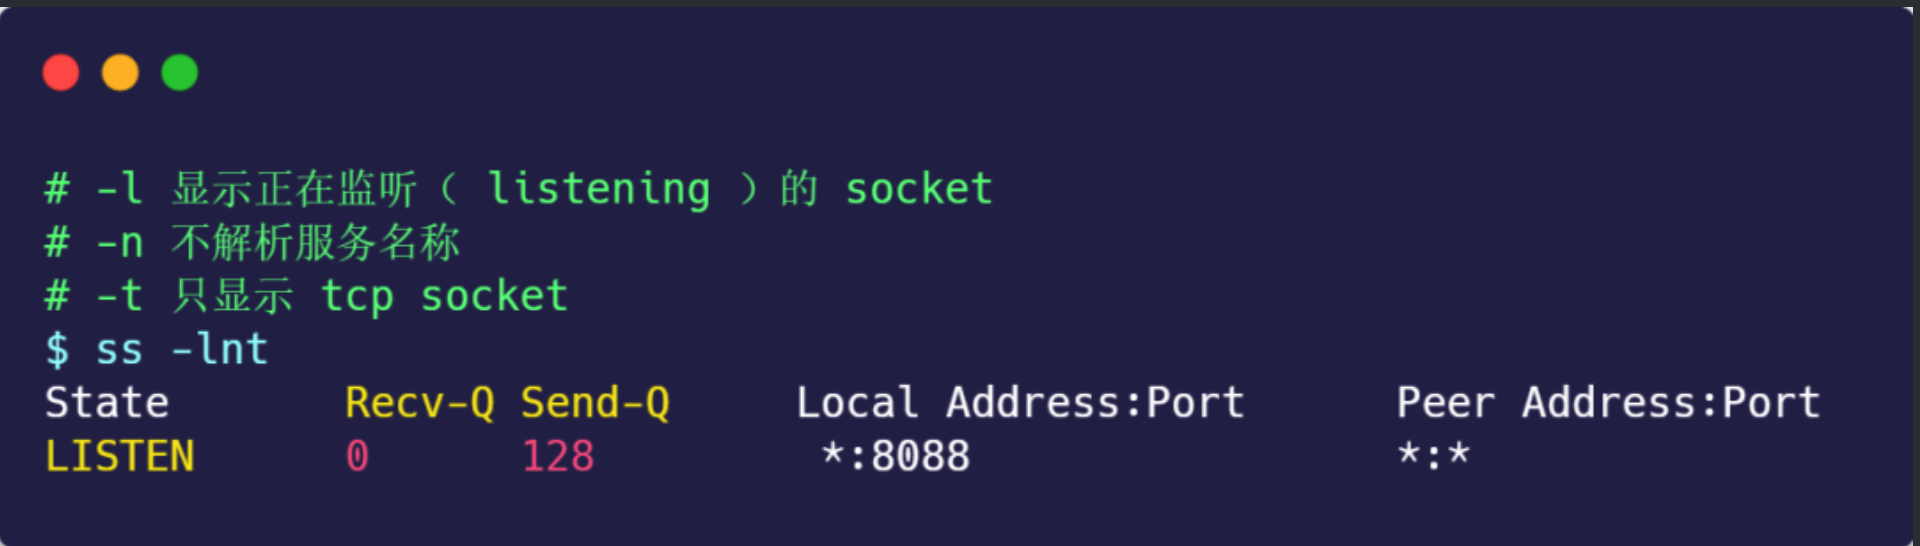 # -l 显示正在监听（ listening ）的 socket
# -n 不解析服务名称
# -t 只显示 tcp socket
$ ss -lnt
State Recv-Q Send-Q Local Address:Port Peer Address:Port
LISTEN 0 128 *:8088 *:*